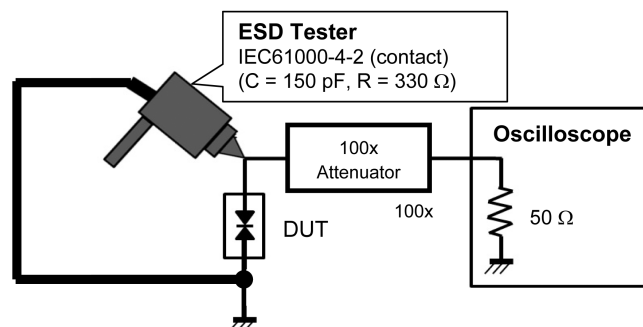 ESD Tester
IEC61000-4-2 (contact)
(C = 150 pF, R = 330 Ω)
Oscilloscope
100x
Attenuator
100x
50 Ω
DUT